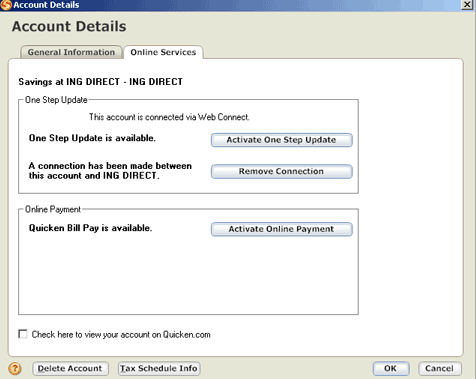 Account Details
Account Details
General Information Online Services
Savings at ING DIRECT - ING DIRECT
One Step Update
This account is connected via Web Connect.
One Step Update is available. Activate One Step Update
A connection has been made between
this account and ING DIRECT. Remove Connection
Online Payment
Quicken Bill Pay is available. Activate Online Payment
Check here to view your account on Quicken.com
? Delete Account Tax Schedule Info OK Cancel